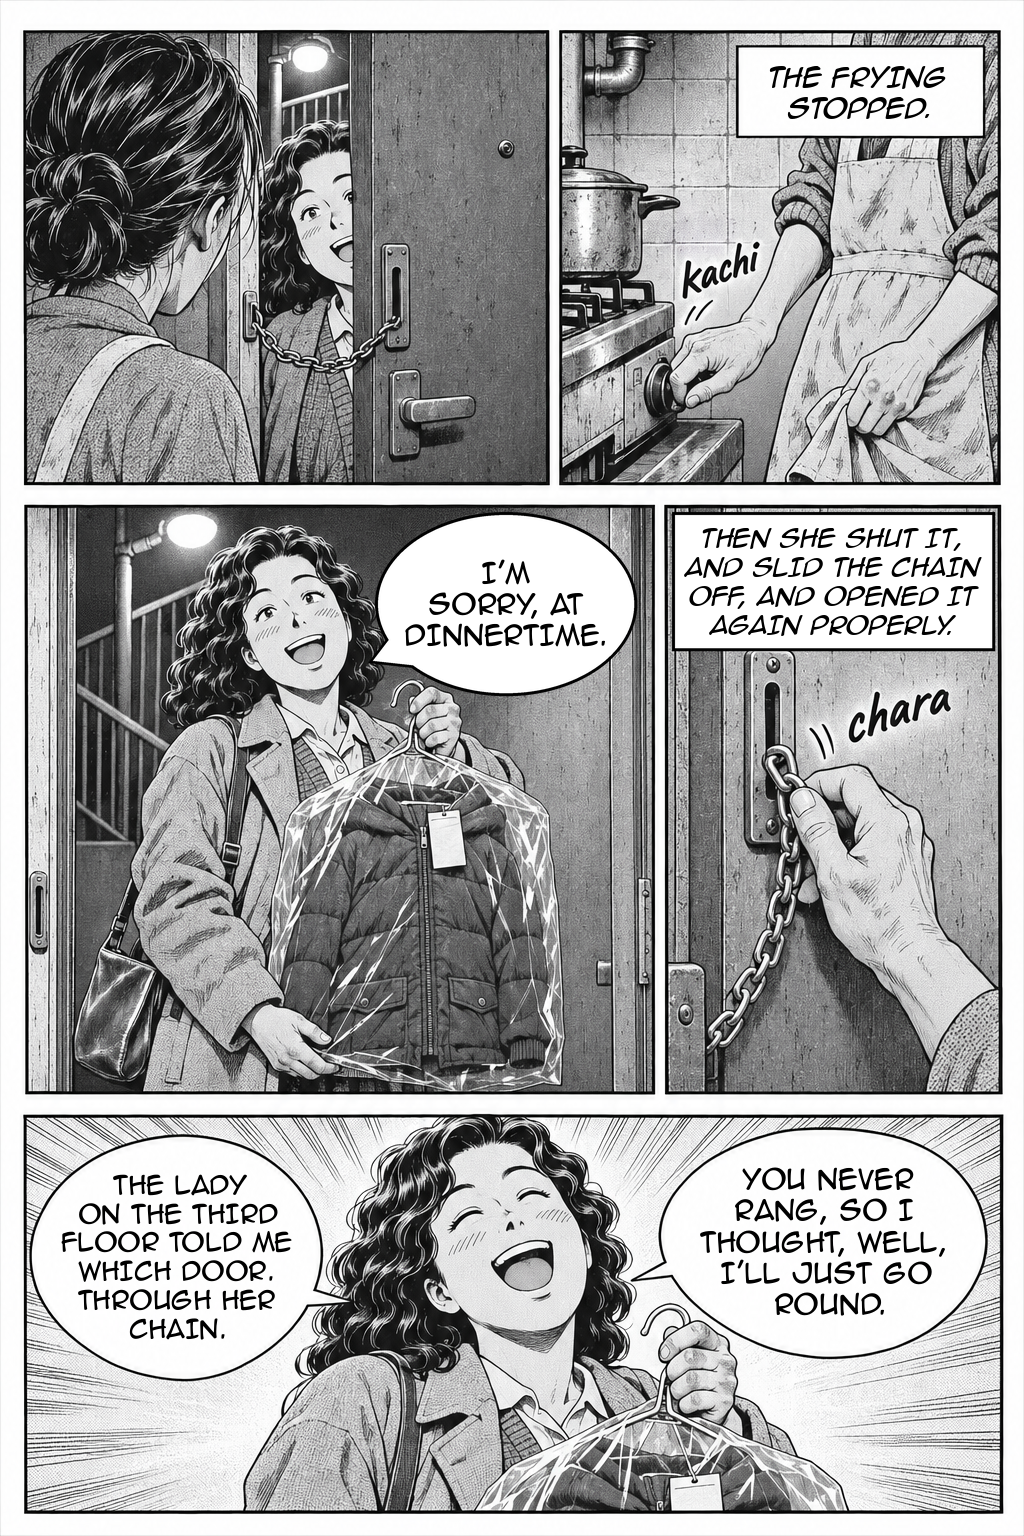 THE FRYING
STOPPED.
kachi
I'M
SORRY, AT
DINNERTIME.
THEN SHE SHUT IT,
AND SLID THE CHAIN
OFF, AND OPENED IT
AGAIN PROPERLY.
chara
THE LADY
ON THE THIRD
FLOOR TOLD ME
WHICH DOOR.
THROUGH HER
CHAIN.
YOU NEVER
RANG, SO I
THOUGHT, WELL,
I'LL JUST GO
ROUND.